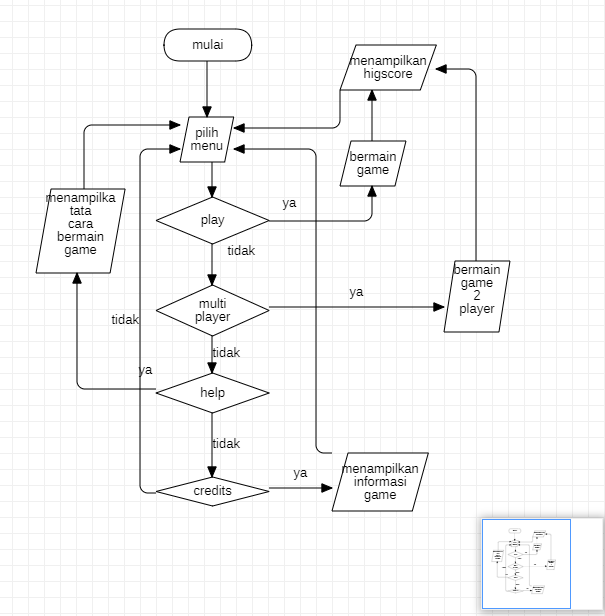 mulai
menampilkan
higscore
pilih
menu
bermain
game
ya
play
menampilka
tata
cara
bermain
game
tidak
bermain
game
2
player
ya
multi
player
tidak
tidak
ya
help
tidak
menampilkan
informasi
game
ya
credits